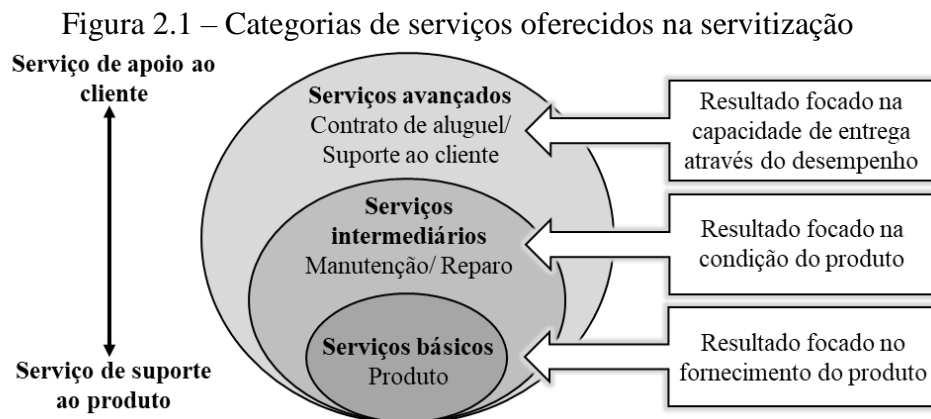 Figura 2.1 – Categorias de serviços oferecidos na servitização
Serviço de apoio ao
cliente
Serviços avançados
Contrato de aluguel/
Suporte ao cliente
Resultado focado na
capacidade de entrega
através do desempenho
Serviços
intermediários
Manutenção/ Reparo
Resultado focado na
condição do produto
Serviços básicos
Produto
Resultado focado no
fornecimento do produto
Serviço de suporte
ao produto